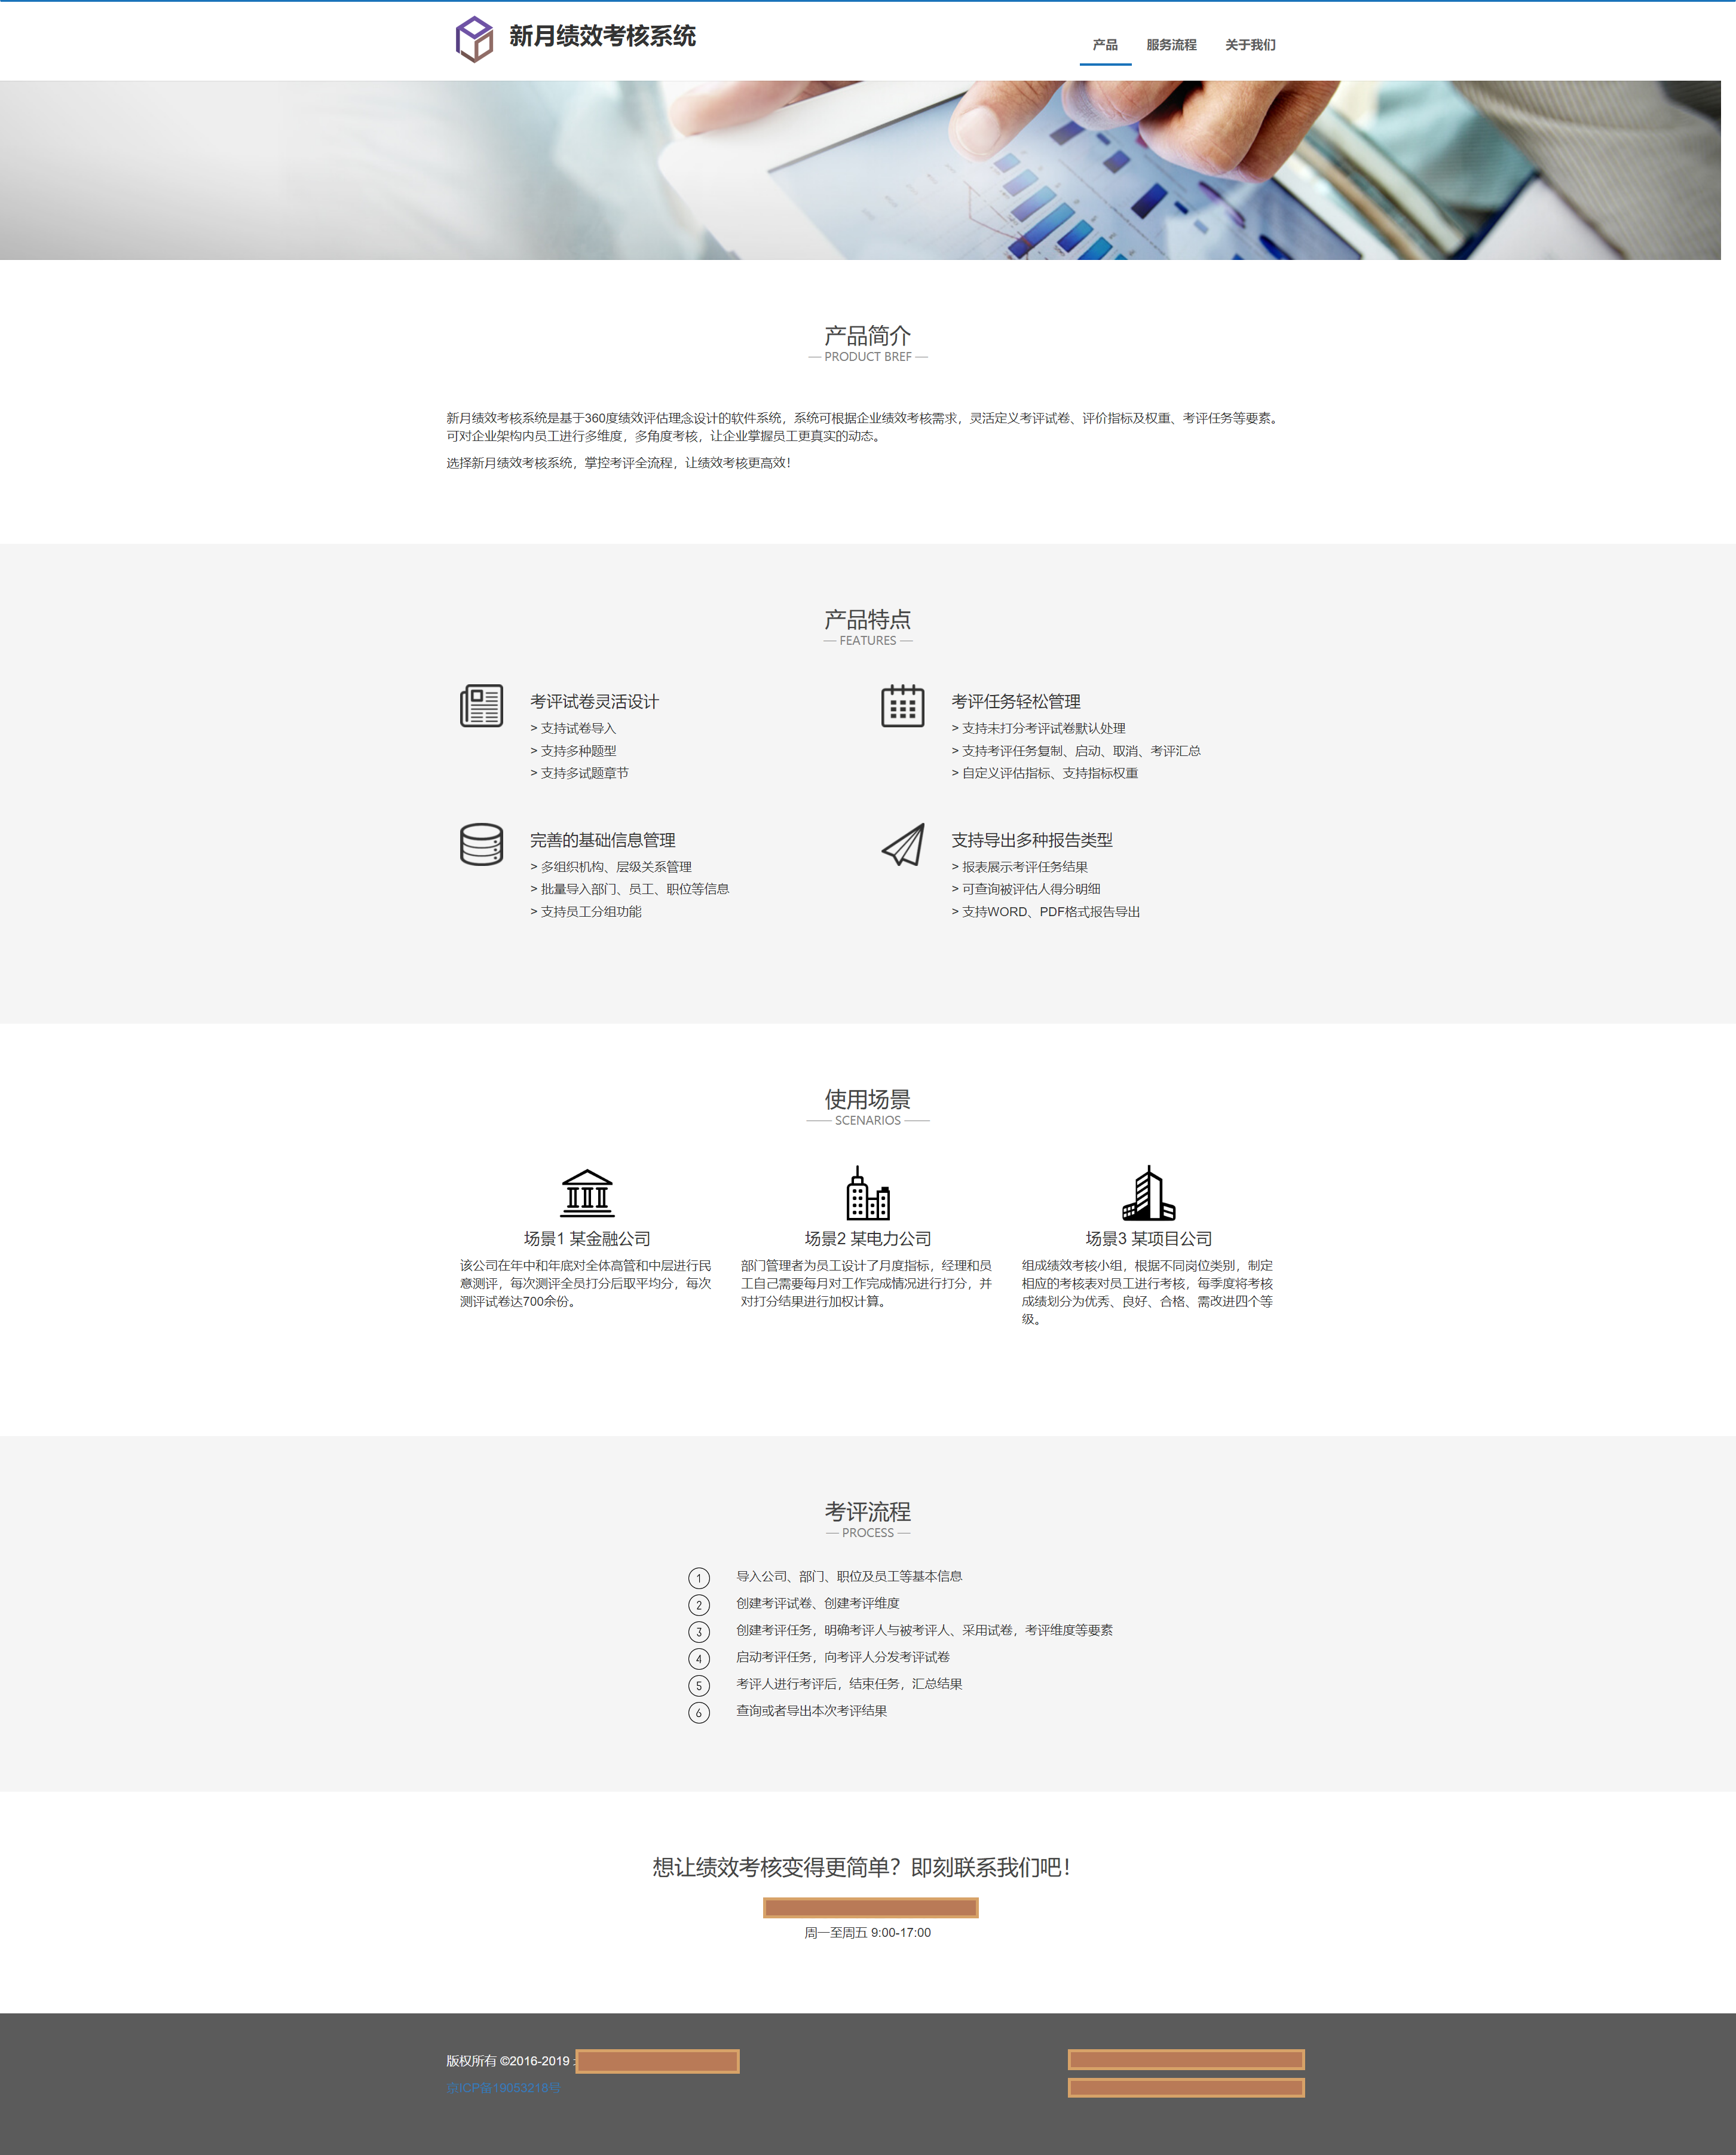 新月绩效考核系统
产品 服务流程 关于我们
产品简介
PRODUCT BREF
新月绩效考核系统是基于360度绩效评估理念设计的软件系统，系统可根据企业绩效考核需求，灵活定义考评试卷、评价指标及权重、考评任务等要素。
可对企业架构内员工进行多维度，多角度考核，让企业掌握员工更真实的动态。
选择新月绩效考核系统，掌控考评全流程，让绩效考核更高效！
产品特点
FEATURES
考评试卷灵活设计
> 支持试卷导入
> 支持多种题型
> 支持多试题章节
考评任务轻松管理
> 支持未打分考评试卷默认处理
> 支持考评任务复制、启动、取消、考评汇总
> 自定义评估指标、支持指标权重
完善的基础信息管理
> 多组织机构、层级关系管理
> 批量导入部门、员工、职位等信息
> 支持员工分组功能
支持导出多种报告类型
> 报表展示考评任务结果
> 可查询被评估人得分明细
> 支持WORD、PDF格式报告导出
使用场景
SCENARIOS
场景1 某金融公司
该公司在年中和年底对全体高管和中层进行民
意测评，每次测评全员打分后取平均分，每次
测评试卷达700余份。
场景2 某电力公司
部门管理者为员工设计了月度指标，经理和员
工自己需要每月对工作完成情况进行打分，并
对打分结果进行加权计算。
场景3 某项目公司
组成绩效考核小组，根据不同岗位类别，制定
相应的考核表对员工进行考核，每季度将考核
成绩划分为优秀、良好、合格、需改进四个等
级。
考评流程
PROCESS
1 导入公司、部门、职位及员工等基本信息
2 创建考评试卷、创建考评维度
3 创建考评任务，明确考评人与被考评人、采用试卷，考评维度等要素
4 启动考评任务，向考评人分发考评试卷
5 考评人进行考评后，结束任务，汇总结果
6 查询或者导出本次考评结果
想让绩效考核变得更简单？即刻联系我们吧！
周一至周五 9:00-17:00
版权所有 ©2016-2019
京ICP备19053218号